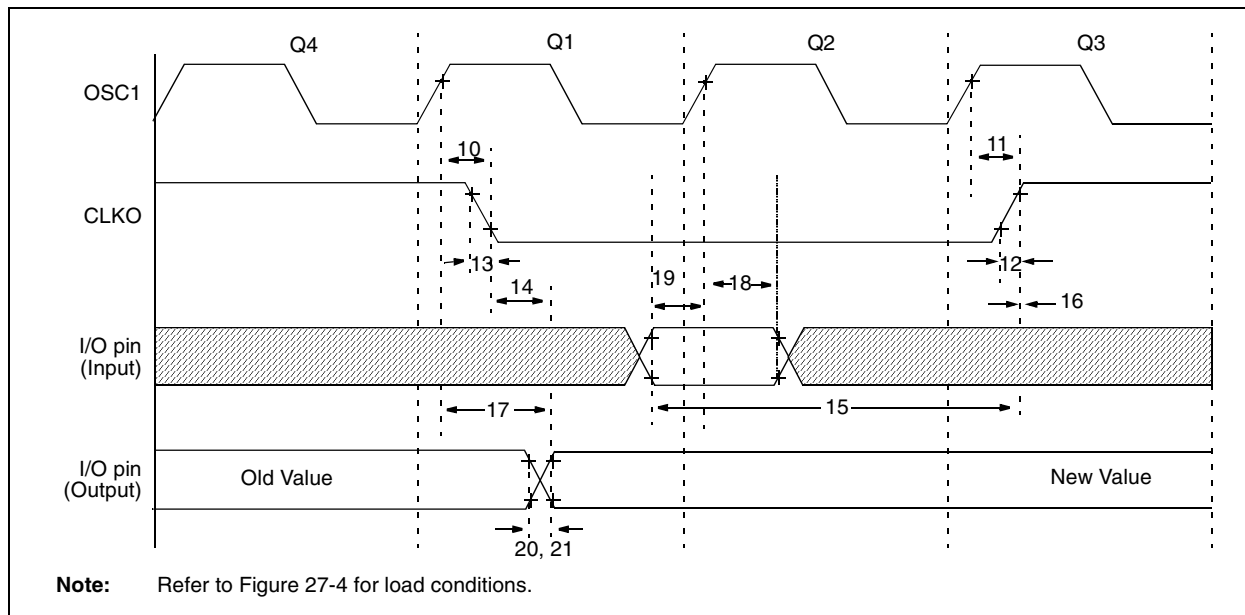 Q4 Q1 Q2 Q3
OSC1
10 11
CLKO
13 12
14 19 18 16
I/O pin
(Input)
17 15
I/O pin
(Output)
Old Value New Value
20, 21
Note: Refer to Figure 27-4 for load conditions.